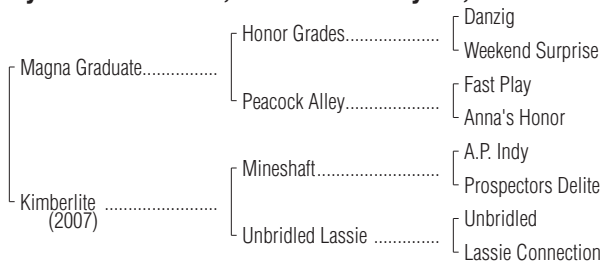 Danzig
Honor Grades....................
Weekend Surprise
Magna Graduate................
Fast Play
Peacock Alley....................
Anna's Honor
A.P. Indy
Mineshaft..........................
Prospectors Delite
Kimberlite ........................
(2007)
Unbridled
Unbridled Lassie ..............
Lassie Connection